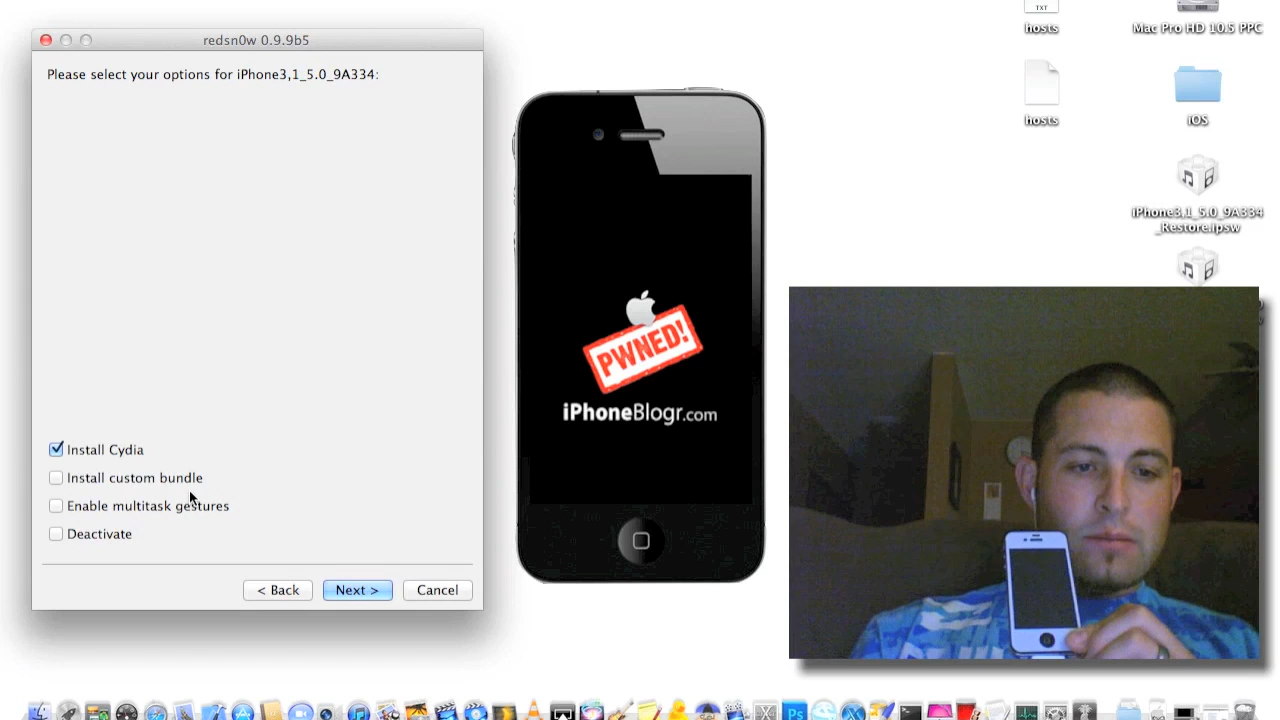 redsn0w 0.9.9b5
Please select your options for iPhone3,1_5.0_9A334:
Install Cydia
Install custom bundle
Enable multitask gestures
Deactivate
< Back
Next >
Cancel
PWNED!
iPhoneBlogr.com
TXT
hosts
Mac Pro HD 10.5 PPC
hosts
iOS
iPhone3,1_5.0_9A334
_Restore.ipsw
Ps